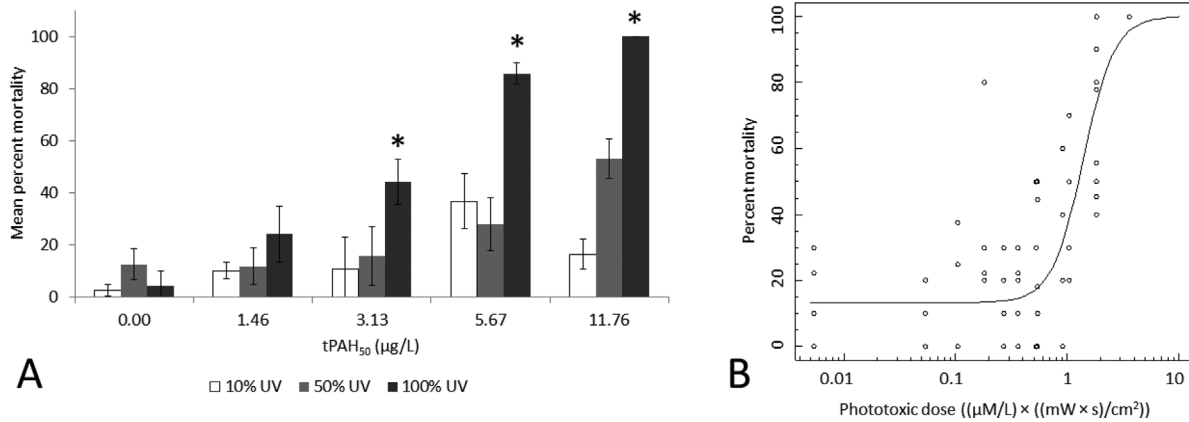 Mean percent mortality
100
80
60
40
20
0
*
*
*
0.00 1.46 3.13 5.67 11.76
tPAH₅₀ (µg/L)
A
10% UV 50% UV 100% UV
Percent mortality
100
80
60
40
20
0
0.01 0.1 1 10
B
Phototoxic dose ((µM/L) × ((mW × s)/cm²)